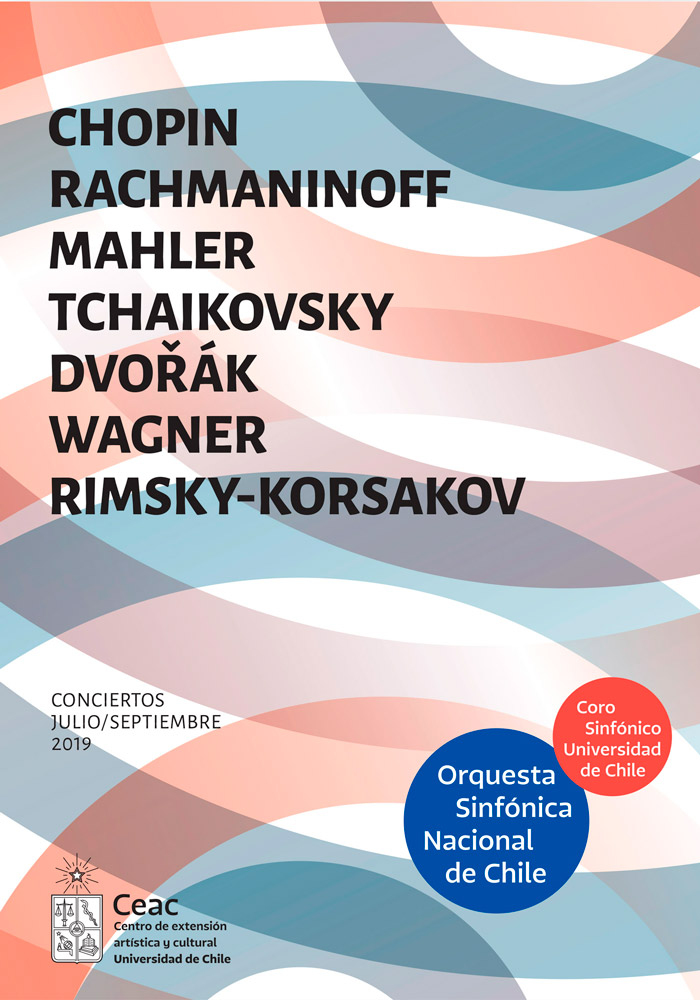 CHOPIN
RACHMANINOFF
MAHLER
TCHAIKOVSKY
DVOŘÁK
WAGNER
RIMSKY-KORSAKOV
CONCIERTOS
JULIO/SEPTIEMBRE
2019
Coro
Sinfónico
Universidad
de Chile
Orquesta
Sinfónica
Nacional
de Chile
Ceac
Centro de extensión
artística y cultural
Universidad de Chile